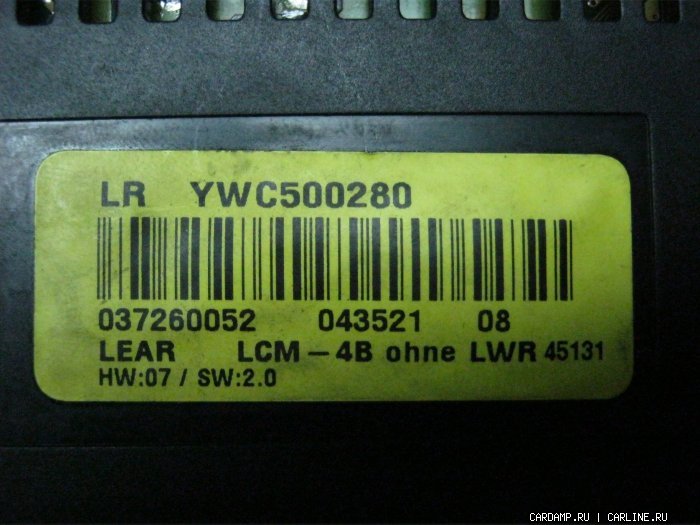 LR YWC500280
037260052 043521 08
LEAR LCM – 4B ohne LWR 45131
HW:07 / SW:2.0
CARDAMP.RU | CARLINE.RU